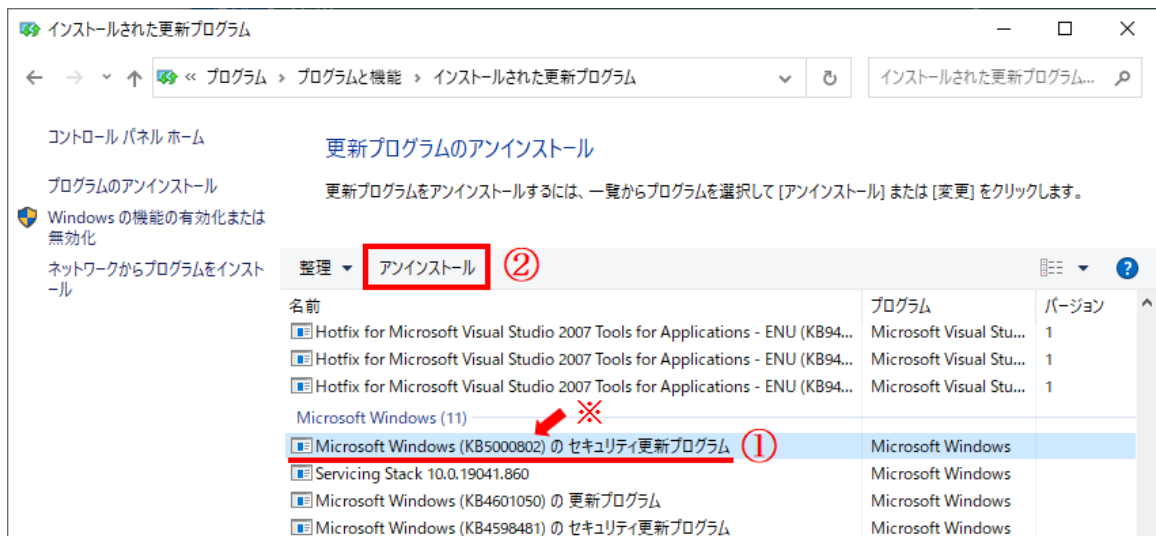 インストールされた更新プログラム
« プログラム › プログラムと機能 › インストールされた更新プログラム
インストールされた更新プログラム...
コントロール パネル ホーム
プログラムのアンインストール
Windows の機能の有効化または
無効化
ネットワークからプログラムをインスト
ール
更新プログラムのアンインストール
更新プログラムをアンインストールするには、一覧からプログラムを選択して [アンインストール] または [変更] をクリックします。
整理 アンインストール ②
名前 プログラム バージョン
Hotfix for Microsoft Visual Studio 2007 Tools for Applications - ENU (KB94... Microsoft Visual Stu... 1
Hotfix for Microsoft Visual Studio 2007 Tools for Applications - ENU (KB94... Microsoft Visual Stu... 1
Hotfix for Microsoft Visual Studio 2007 Tools for Applications - ENU (KB94... Microsoft Visual Stu... 1
Microsoft Windows (11) ※
Microsoft Windows (KB5000802) の セキュリティ更新プログラム ① Microsoft Windows
Servicing Stack 10.0.19041.860 Microsoft Windows
Microsoft Windows (KB4601050) の 更新プログラム Microsoft Windows
Microsoft Windows (KB4598481) の セキュリティ更新プログラム Microsoft Windows